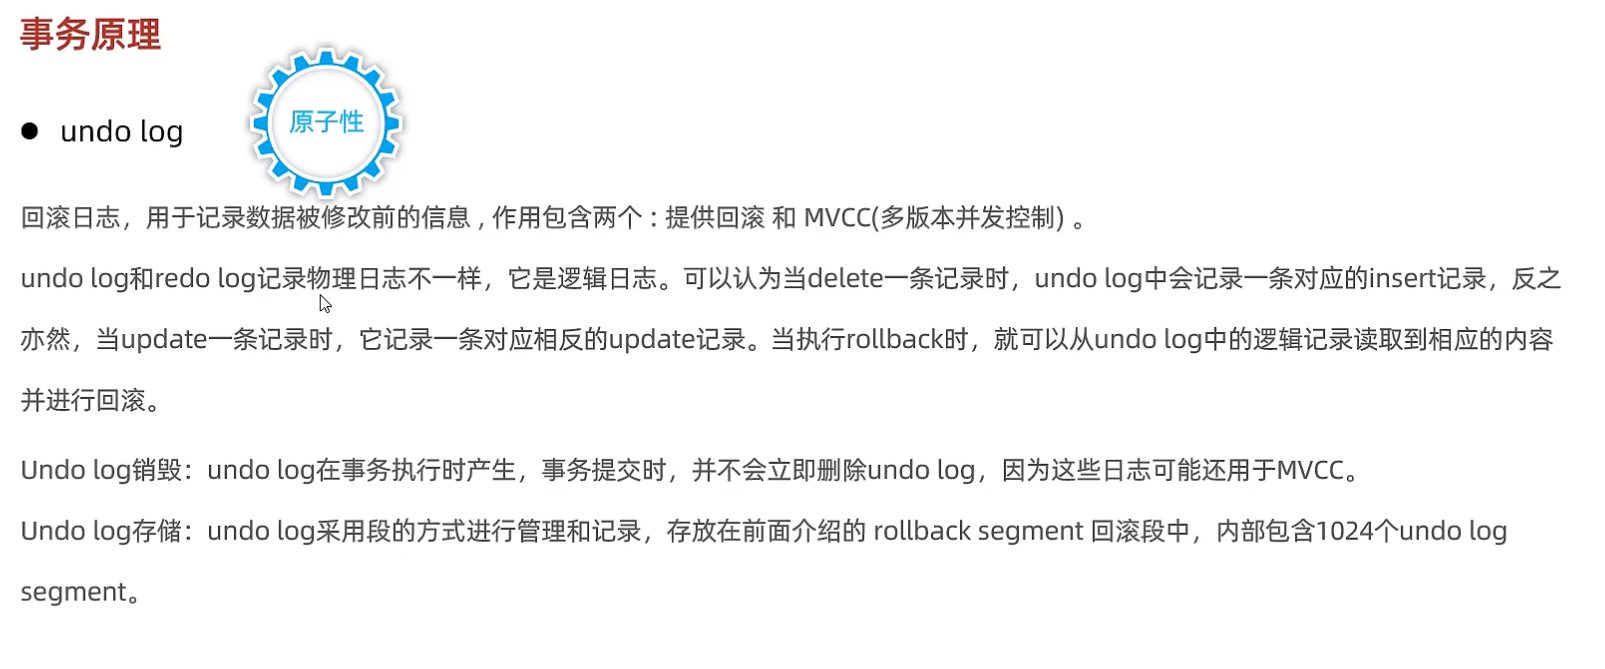 事务原理
原子性
undo log
回滚日志，用于记录数据被修改前的信息 , 作用包含两个 : 提供回滚 和 MVCC(多版本并发控制) 。
undo log和redo log记录物理日志不一样，它是逻辑日志。可以认为当delete一条记录时，undo log中会记录一条对应的insert记录，反之
亦然，当update一条记录时，它记录一条对应相反的update记录。当执行rollback时，就可以从undo log中的逻辑记录读取到相应的内容
并进行回滚。
Undo log销毁：undo log在事务执行时产生，事务提交时，并不会立即删除undo log，因为这些日志可能还用于MVCC。
Undo log存储：undo log采用段的方式进行管理和记录，存放在前面介绍的 rollback segment 回滚段中，内部包含1024个undo log
segment。